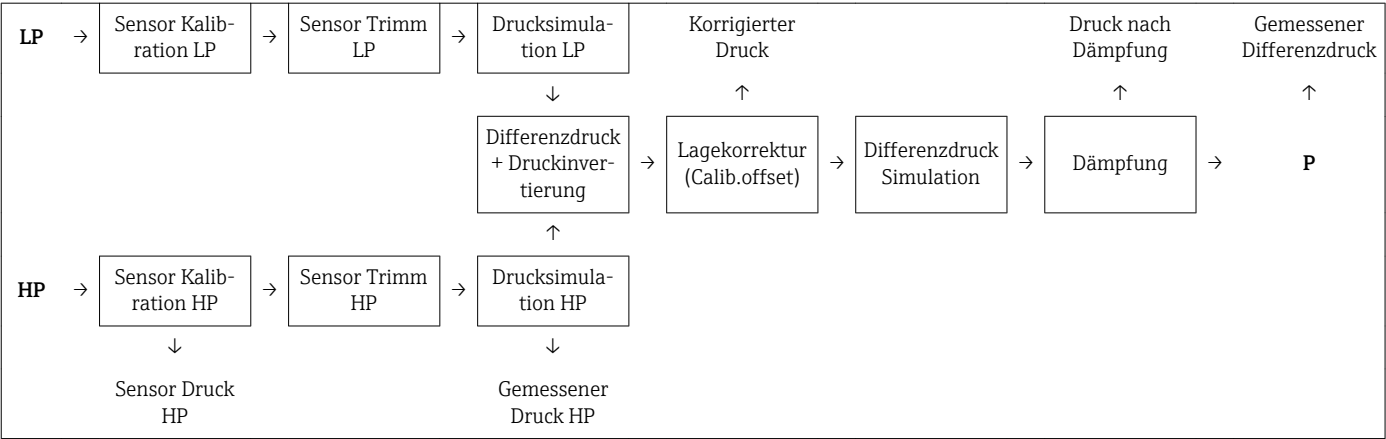 LP → Sensor Kalib- → Sensor Trimm → Drucksimula- Korrigierter Druck nach Gemessener
ration LP LP tion LP Druck Dämpfung Differenzdruck
↓ ↑ ↑ ↑
Differenzdruck
+ Druckinver- → Lagekorrektur → Differenzdruck → Dämpfung → P
tierung (Calib.offset) Simulation
↑
HP → Sensor Kalib- → Sensor Trimm → Drucksimula-
ration HP HP tion HP
↓ ↓
Sensor Druck Gemessener
HP Druck HP